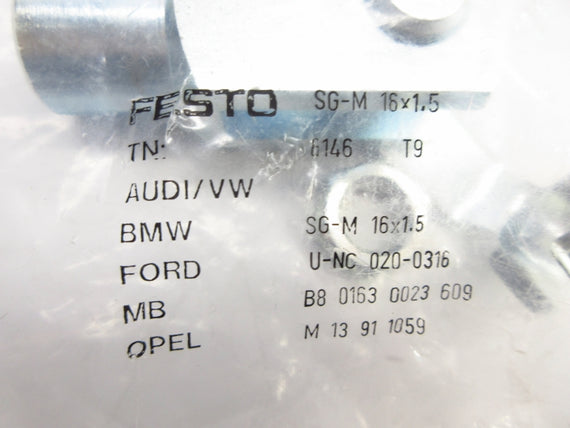 FESTO SG-M 16x1.5
TN: 6146 T9
AUDI/VW
BMW SG-M 16x1.5
FORD U-NC 020-0316
MB B8 0163 0023 609
OPEL M 13 91 1059